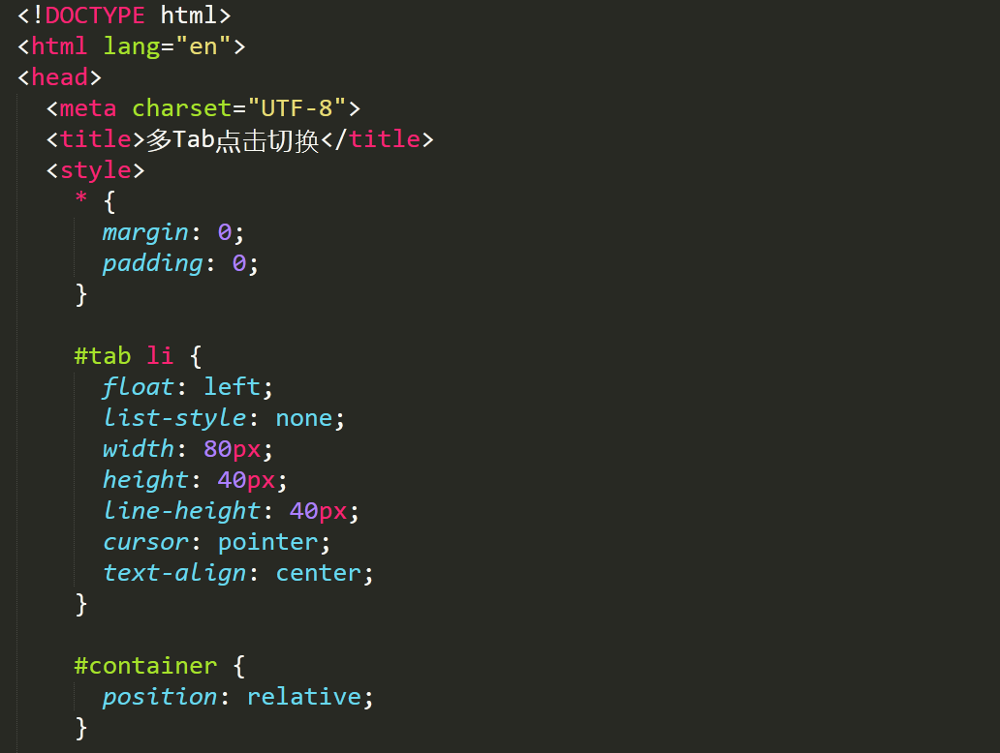 <!DOCTYPE html>
<html lang="en">
<head>
  <meta charset="UTF-8">
  <title>多Tab点击切换</title>
  <style>
    * {
      margin: 0;
      padding: 0;
    }

    #tab li {
      float: left;
      list-style: none;
      width: 80px;
      height: 40px;
      line-height: 40px;
      cursor: pointer;
      text-align: center;
    }

    #container {
      position: relative;
    }